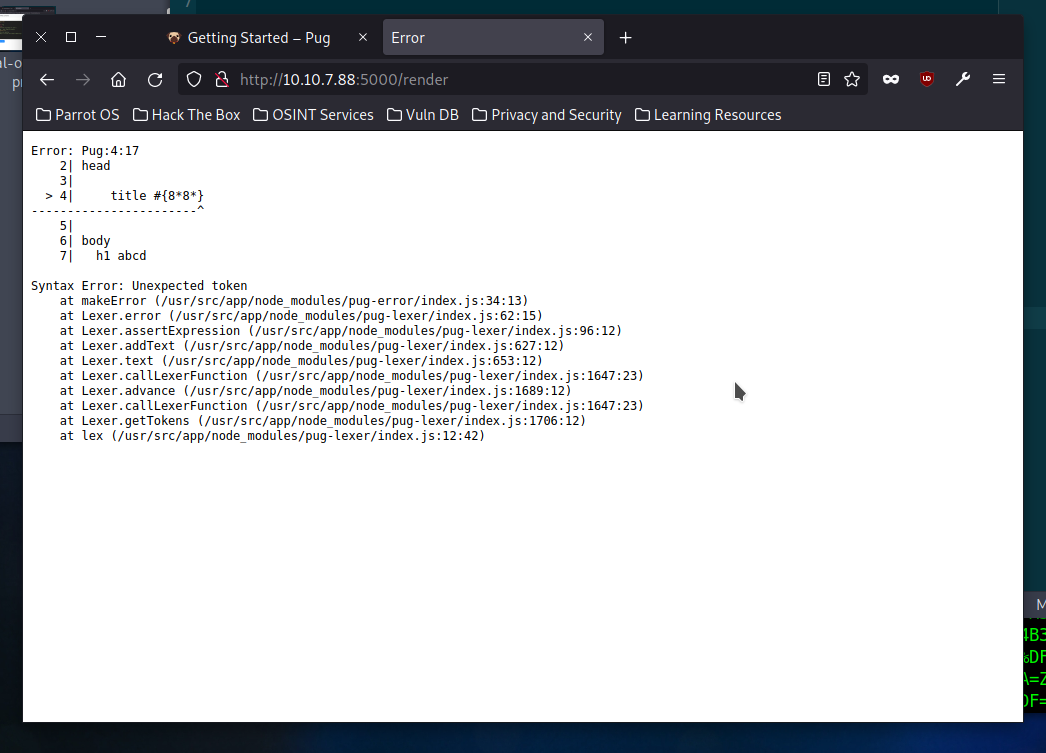 7
al-o
p
Getting Started – Pug
Error
http://10.10.7.88:5000/render
Parrot OS Hack The Box OSINT Services Vuln DB Privacy and Security Learning Resources
Error: Pug:4:17
2| head
3|
> 4| title #{8*8*}
-----------------------^
5|
6| body
7| h1 abcd
Syntax Error: Unexpected token
at makeError (/usr/src/app/node_modules/pug-error/index.js:34:13)
at Lexer.error (/usr/src/app/node_modules/pug-lexer/index.js:62:15)
at Lexer.assertExpression (/usr/src/app/node_modules/pug-lexer/index.js:96:12)
at Lexer.addText (/usr/src/app/node_modules/pug-lexer/index.js:627:12)
at Lexer.text (/usr/src/app/node_modules/pug-lexer/index.js:653:12)
at Lexer.callLexerFunction (/usr/src/app/node_modules/pug-lexer/index.js:1647:23)
at Lexer.advance (/usr/src/app/node_modules/pug-lexer/index.js:1689:12)
at Lexer.callLexerFunction (/usr/src/app/node_modules/pug-lexer/index.js:1647:23)
at Lexer.getTokens (/usr/src/app/node_modules/pug-lexer/index.js:1706:12)
at lex (/usr/src/app/node_modules/pug-lexer/index.js:12:42)
M
4B3
%DF
A=Z
DF=